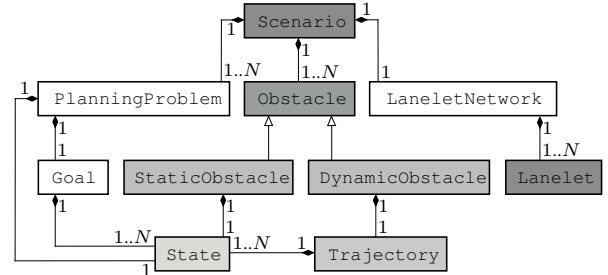 Scenario
1 1 1
1..N 1..N 1
1 PlanningProblem Obstacle LaneletNetwork
1 1
1 1..N
Goal StaticObstacle DynamicObstacle Lanelet
1 1 1
1 1
1..N 1..N 1
State Trajectory
1